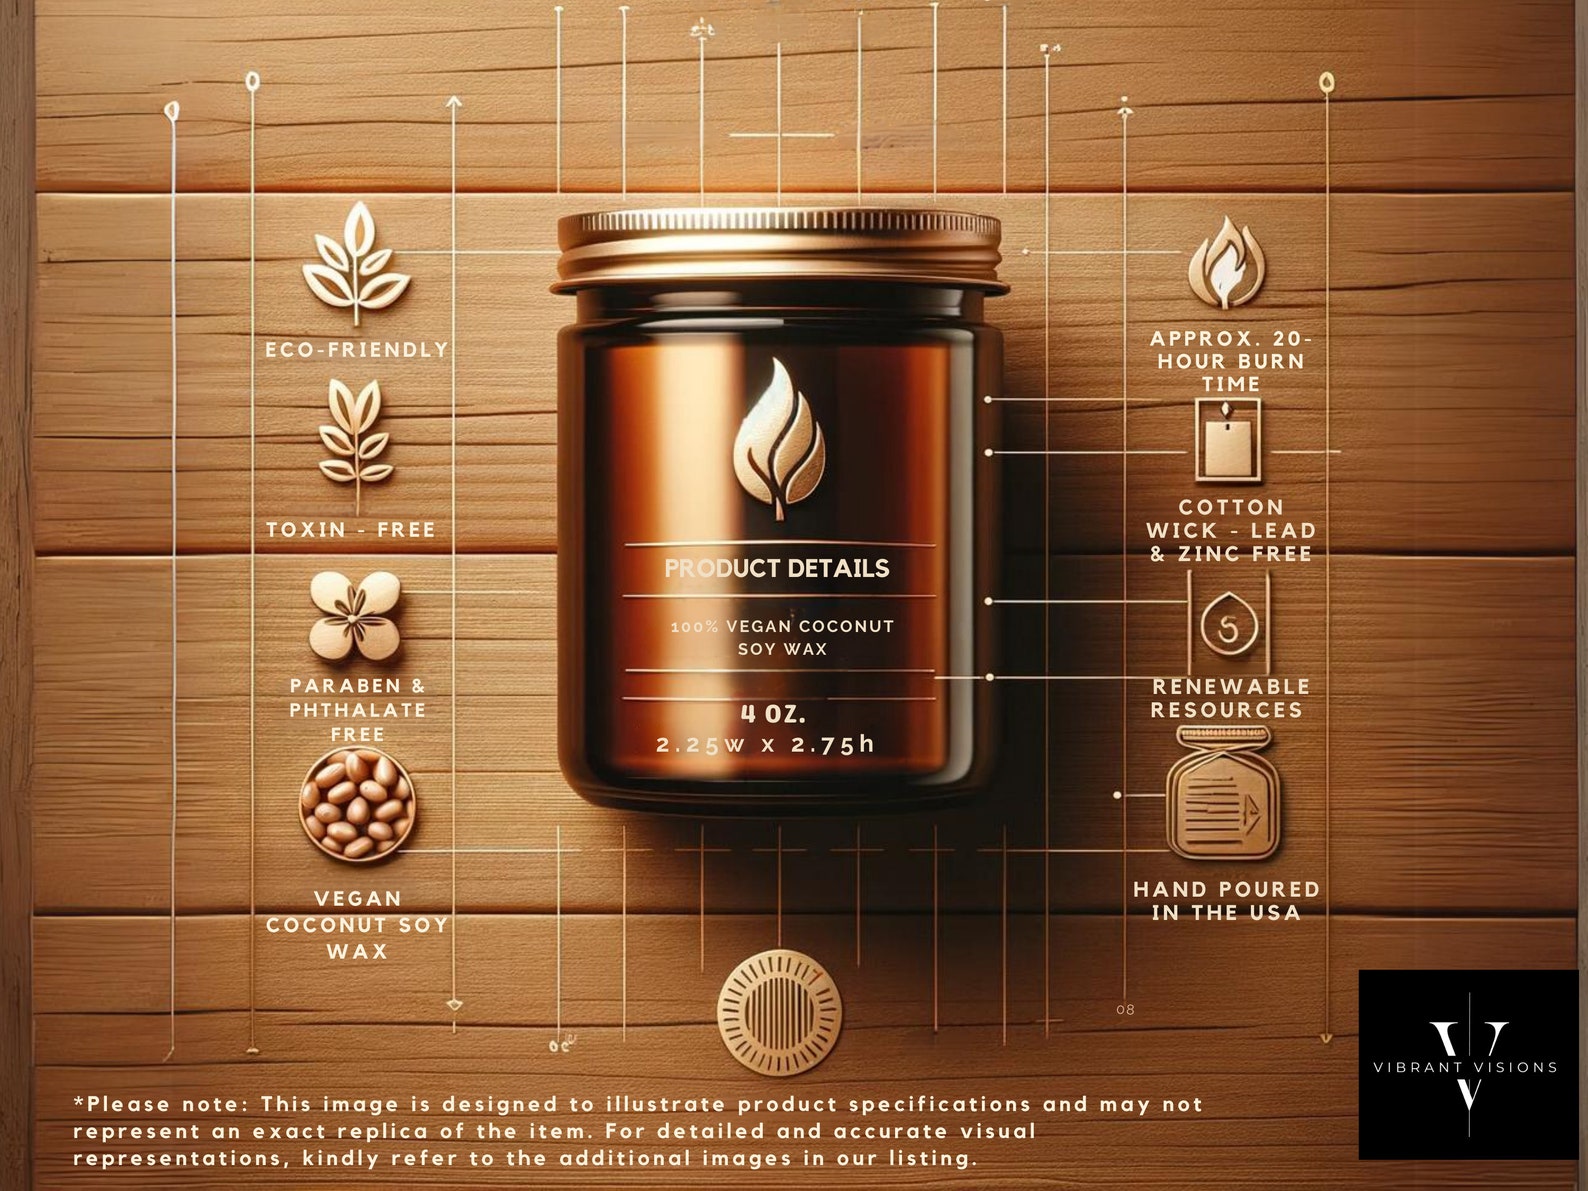 ECO-FRIENDLY
TOXIN - FREE
PARABEN &
PHTHALATE
FREE
VEGAN
COCONUT SOY
WAX
PRODUCT DETAILS
100% VEGAN COCONUT
SOY WAX
4 OZ.
2.25w x 2.75h
APPROX. 20-
HOUR BURN
TIME
COTTON
WICK - LEAD
& ZINC FREE
RENEWABLE
RESOURCES
HAND POURED
IN THE USA
08
*Please note: This image is designed to illustrate product specifications and may not
represent an exact replica of the item. For detailed and accurate visual
representations, kindly refer to the additional images in our listing.
V
VIBRANT VISIONS